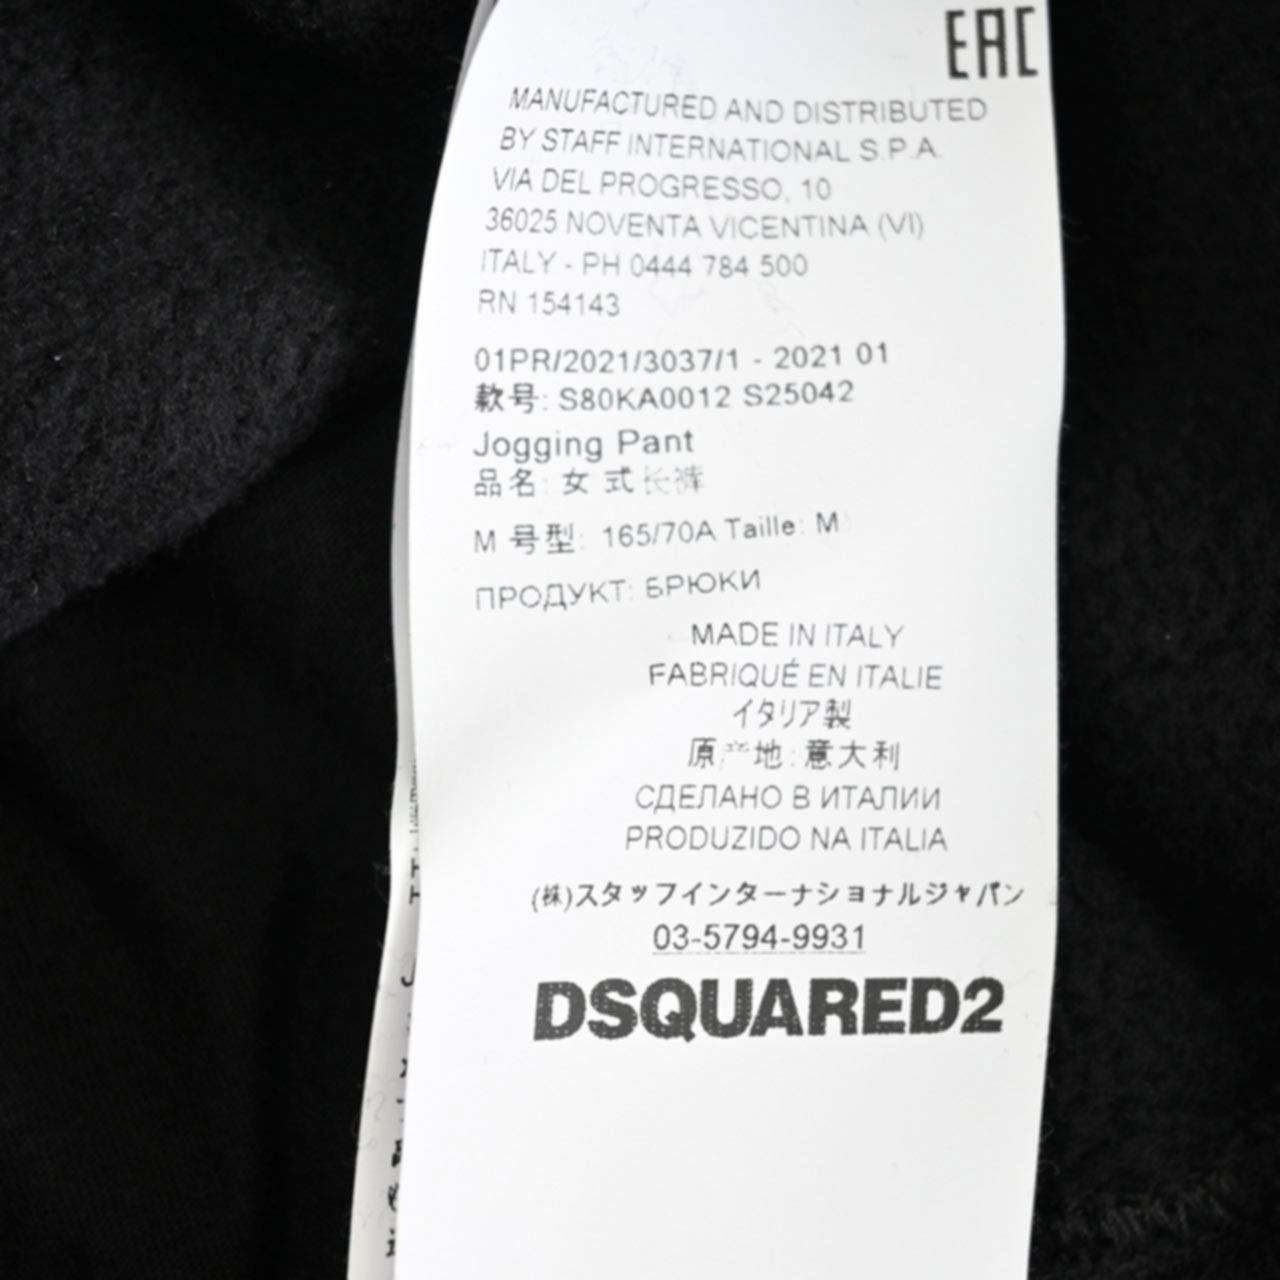 EAC
MANUFACTURED AND DISTRIBUTED
BY STAFF INTERNATIONAL S.P.A.
VIA DEL PROGRESSO, 10
36025 NOVENTA VICENTINA (VI)
ITALY - PH 0444 784 500
RN 154143
01PR/2021/3037/1 - 2021 01
款号: S80KA0012 S25042
Jogging Pant
品名: 女式长裤
M 号型: 165/70A Taille: M
ПРОДУКТ: БРЮКИ
MADE IN ITALY
FABRIQUÉ EN ITALIE
イタリア製
原产地:意大利
СДЕЛАНО В ИТАЛИИ
PRODUZIDO NA ITALIA
(株)スタッフインターナショナルジャパン
03-5794-9931
DSQUARED2